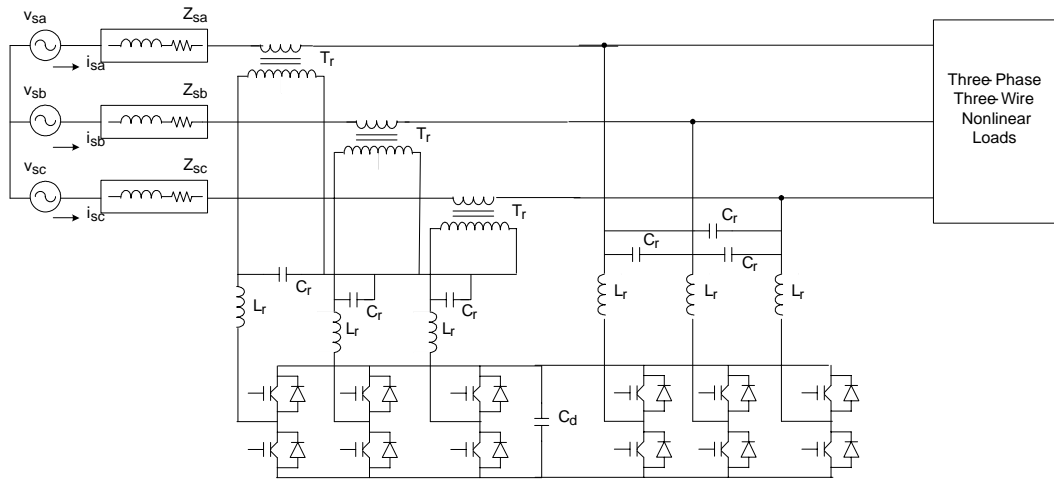 vsa
Zsa
isa
Tr
vsb
Zsb
isb
Tr
vsc
Zsc
isc
Tr
Three-Phase
Three-Wire
Nonlinear
Loads
Cr
Cr
Cr
Cr
Lr
Cr
Lr
Cr
Lr
Lr
Lr
Lr
Cd